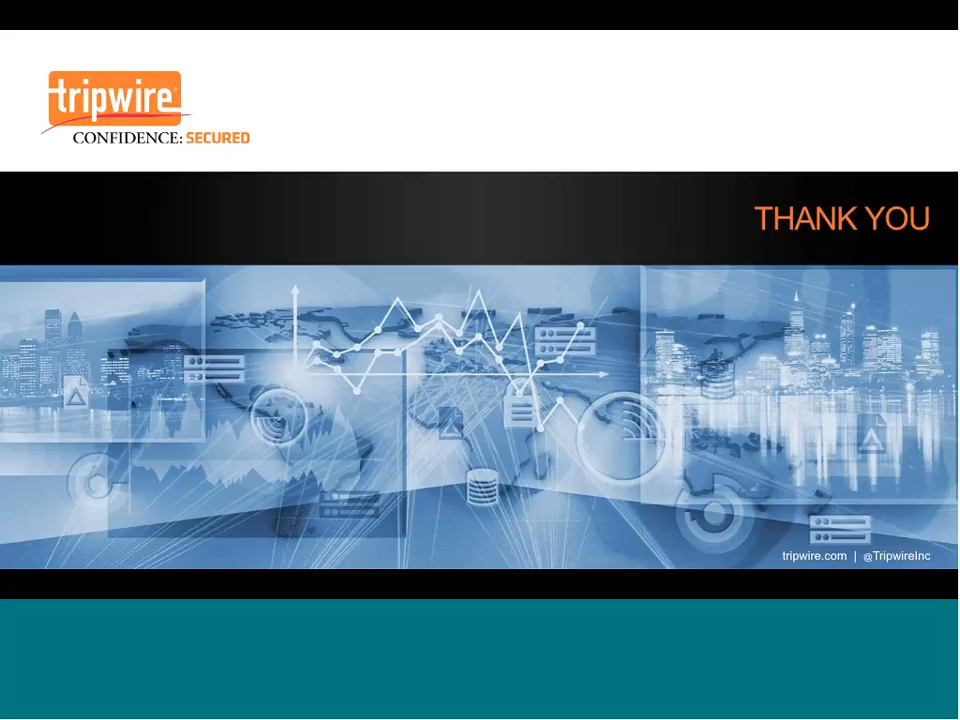 tripwire
CONFIDENCE: SECURED
THANK YOU
tripwire.com | @TripwireInc